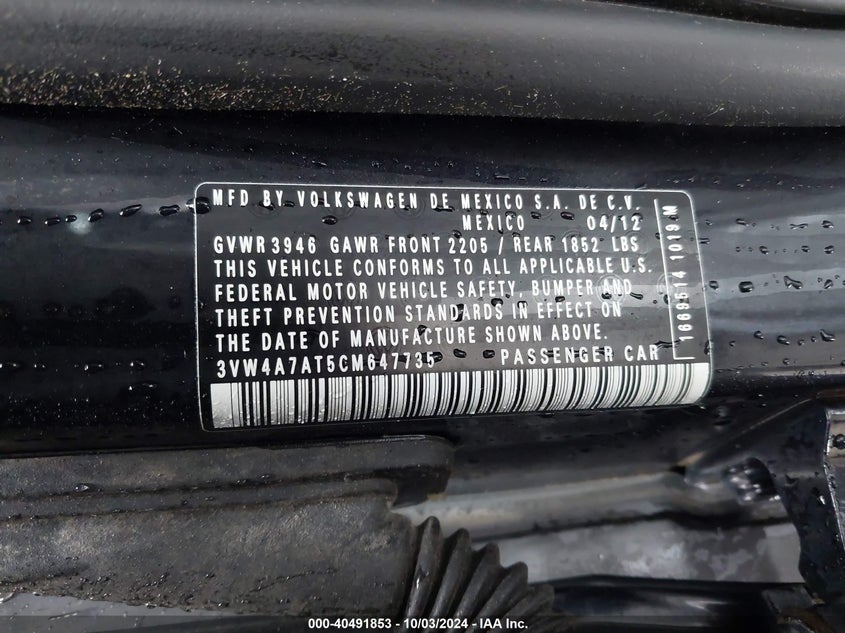 MFD BY VOLKSWAGEN DE MEXICO S.A. DE C.V.
MEXICO 04/12
GVWR 3946 GAWR FRONT 2205 / REAR 1852 LBS
THIS VEHICLE CONFORMS TO ALL APPLICABLE U.S.
FEDERAL MOTOR VEHICLE SAFETY, BUMPER AND
THEFT PREVENTION STANDARDS IN EFFECT ON
THE DATE OF MANUFACTURE SHOWN ABOVE.
3VW4A7AT5CM647735 PASSENGER CAR
1669514 1019 M
000-40491853 - 10/03/2024 - IAA Inc.